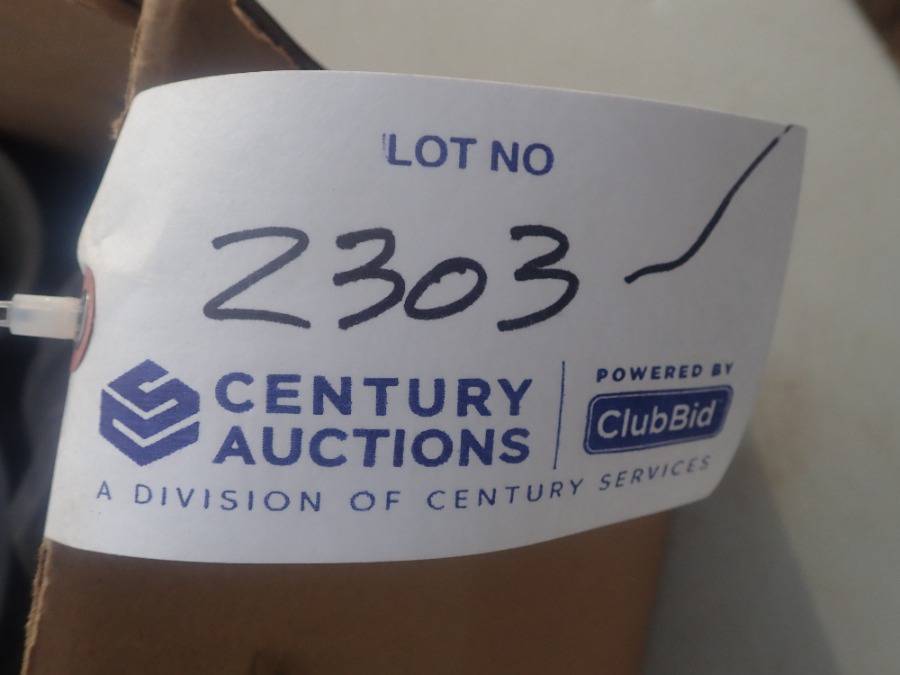 LOT NO
2303
CENTURY
AUCTIONS
POWERED BY
ClubBid
A DIVISION OF CENTURY SERVICES